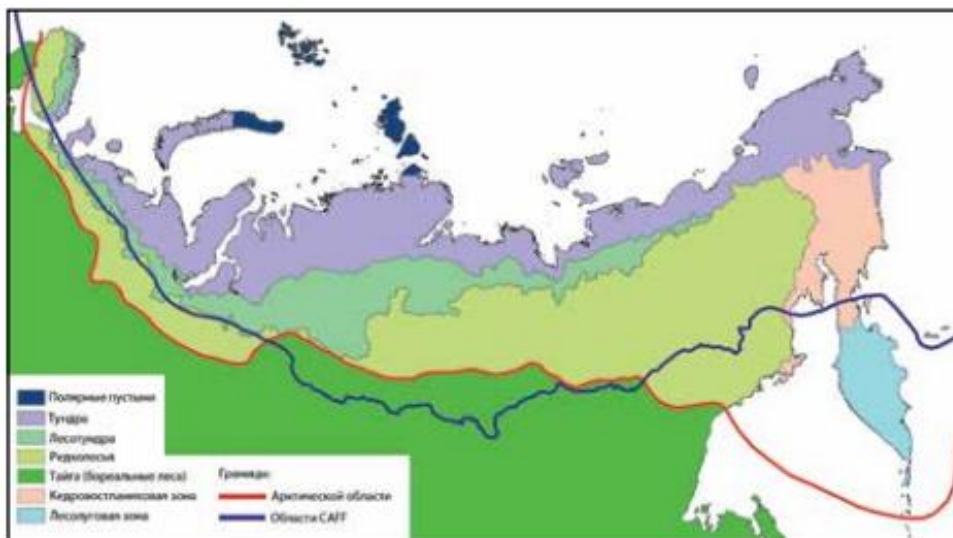 Полярные пустыни
Тундра
Лесотундра
Редколесья
Тайга (бореальные леса)
Кедровостланиковая зона
Лесолуговая зона
Границы:
Арктической области
Области CAFF